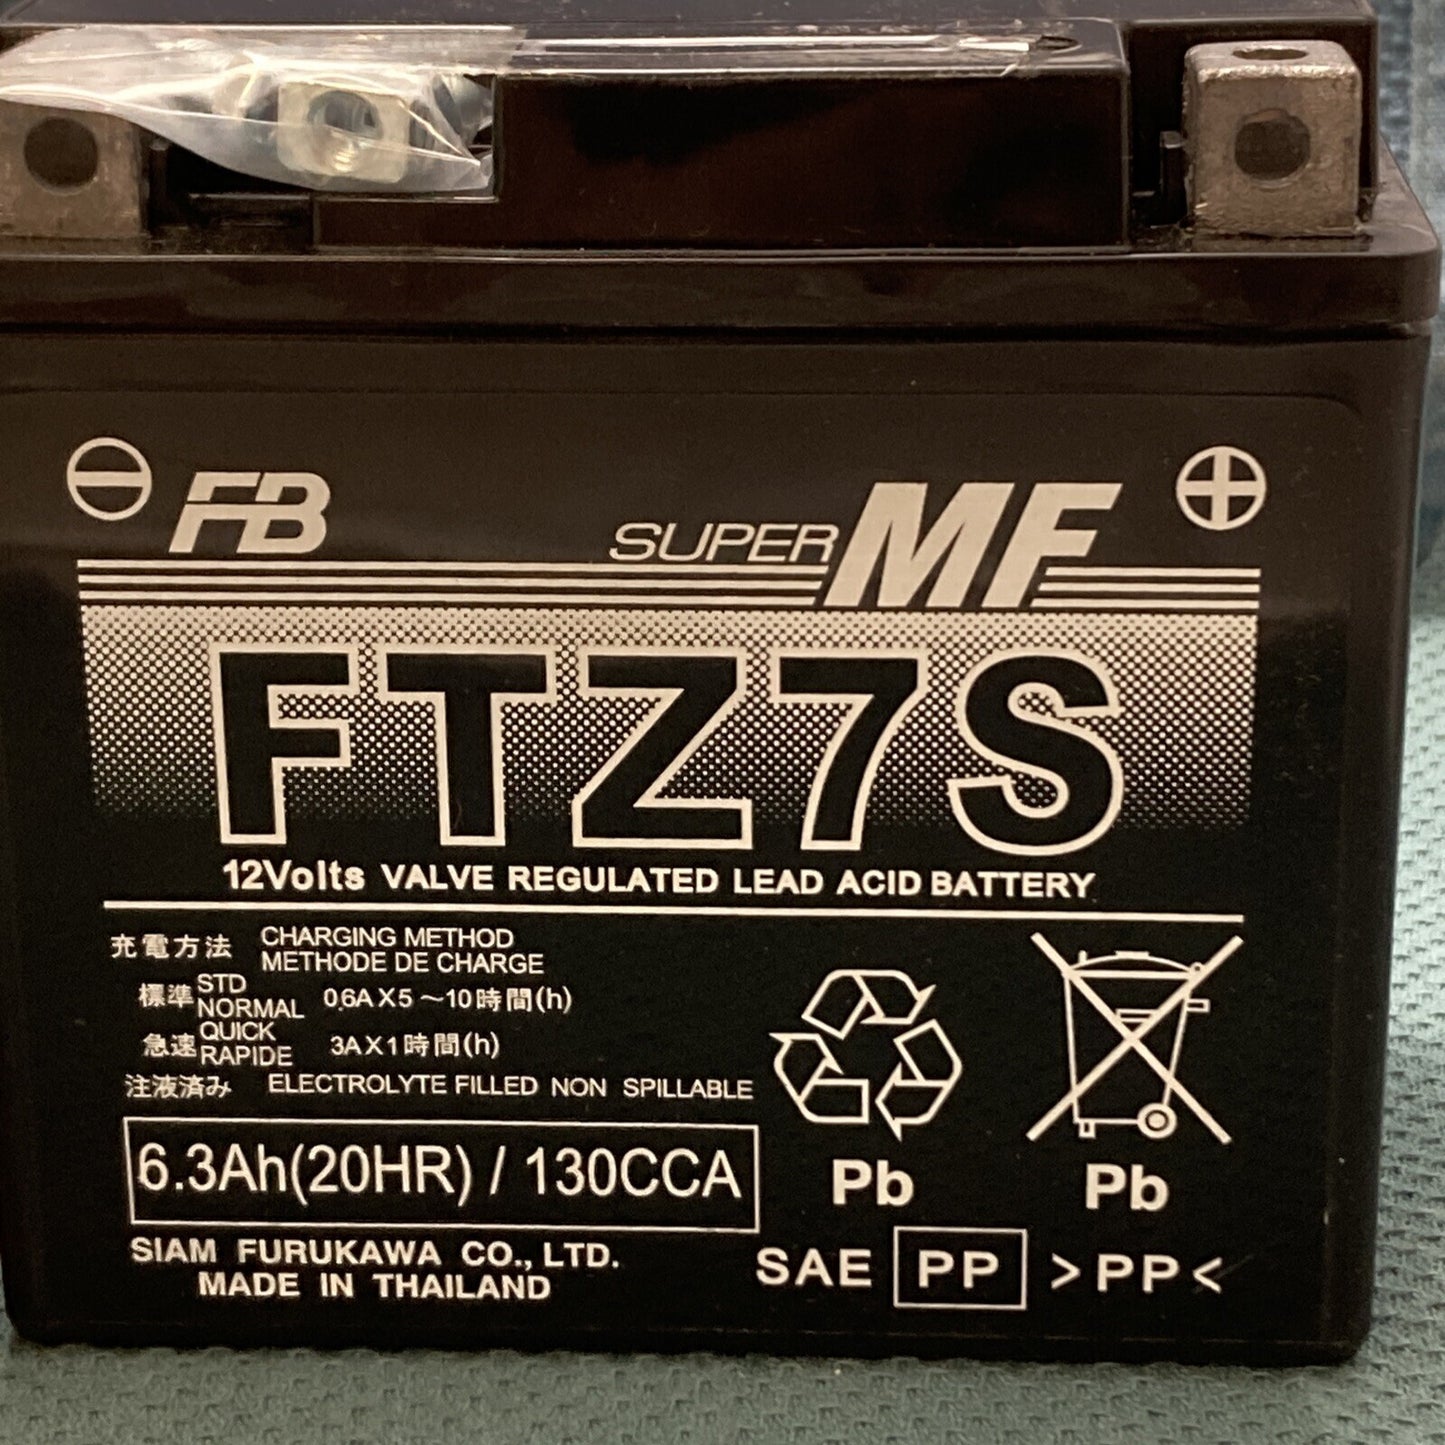 FB SUPER MF
FTZ7S
12Volts VALVE REGULATED LEAD ACID BATTERY
充電方法 CHARGING METHOD
METHODE DE CHARGE
標準 STD
NORMAL 0.6A X 5 ～10時間(h)
急速 QUICK
RAPIDE 3A X 1時間(h)
注液済み ELECTROLYTE FILLED NON SPILLABLE
6.3Ah(20HR) / 130CCA
Pb Pb
SIAM FURUKAWA CO., LTD.
MADE IN THAILAND
SAE PP >PP<